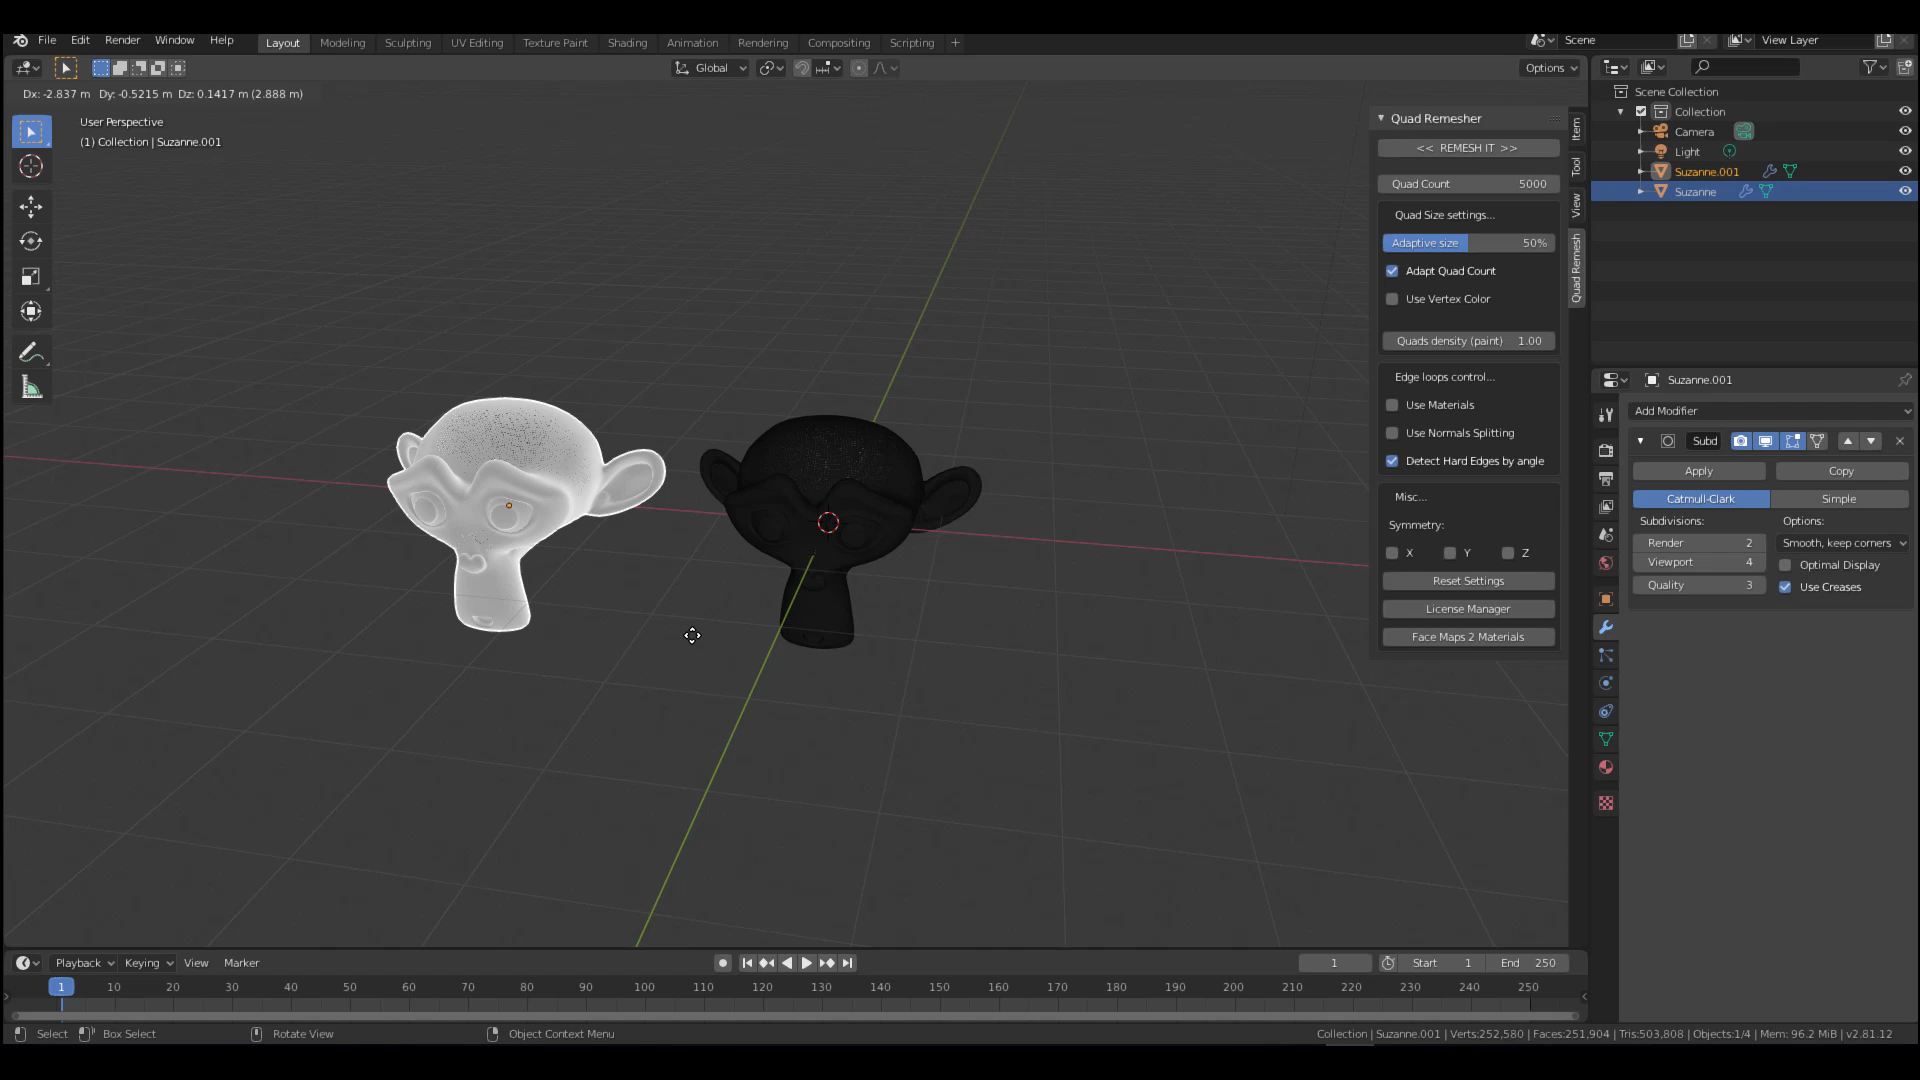 File Edit Render Window Help Layout Modeling Sculpting UV Editing Texture Paint Shading Animation Rendering Compositing Scripting + Scene View Layer
Global Options
Dx: -2.837 m Dy: -0.5215 m Dz: 0.1417 m (2.888 m)
User Perspective
(1) Collection | Suzanne.001
Quad Remesher
<< REMESH IT >>
Quad Count 5000
Quad Size settings...
Adaptive size 50%
Adapt Quad Count
Use Vertex Color
Quads density (paint) 1.00
Edge loops control...
Use Materials
Use Normals Splitting
Detect Hard Edges by angle
Misc...
Symmetry:
X Y Z
Reset Settings
License Manager
Face Maps 2 Materials
Item
Tool
View
Quad Remesh
Scene Collection
Collection
Camera
Light
Suzanne.001
Suzanne
Suzanne.001
Add Modifier
Subd
Apply Copy
Catmull-Clark Simple
Subdivisions: Options:
Render 2 Smooth, keep corners
Viewport 4 Optimal Display
Quality 3 Use Creases
Playback Keying View Marker 1 Start 1 End 250
1 10 20 30 40 50 60 70 80 90 100 110 120 130 140 150 160 170 180 190 200 210 220 230 240 250
Select Box Select Rotate View Object Context Menu Collection | Suzanne.001 | Verts:252,580 | Faces:251,904 | Tris:503,808 | Objects:1/4 | Mem: 96.2 MiB | v2.81.12